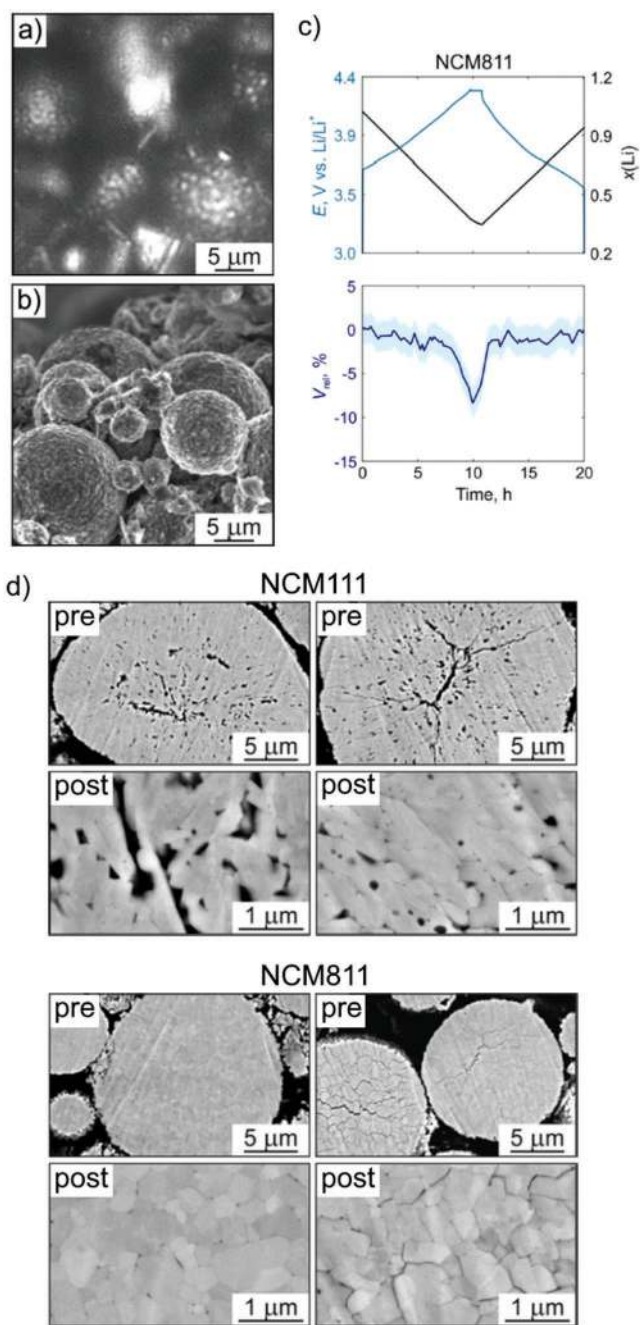 a)
5 μm
b)
5 μm
c)
NCM811
4.4
3.9
3.5
3.0
E, V vs. Li/Li+
1.2
0.9
0.5
0.2
x(Li)
5
0
-5
-10
-15
Vrel, %
0
5
10
15
20
Time, h
d)
NCM111
pre
5 μm
pre
5 μm
post
1 μm
post
1 μm
NCM811
pre
5 μm
pre
5 μm
post
1 μm
post
1 μm